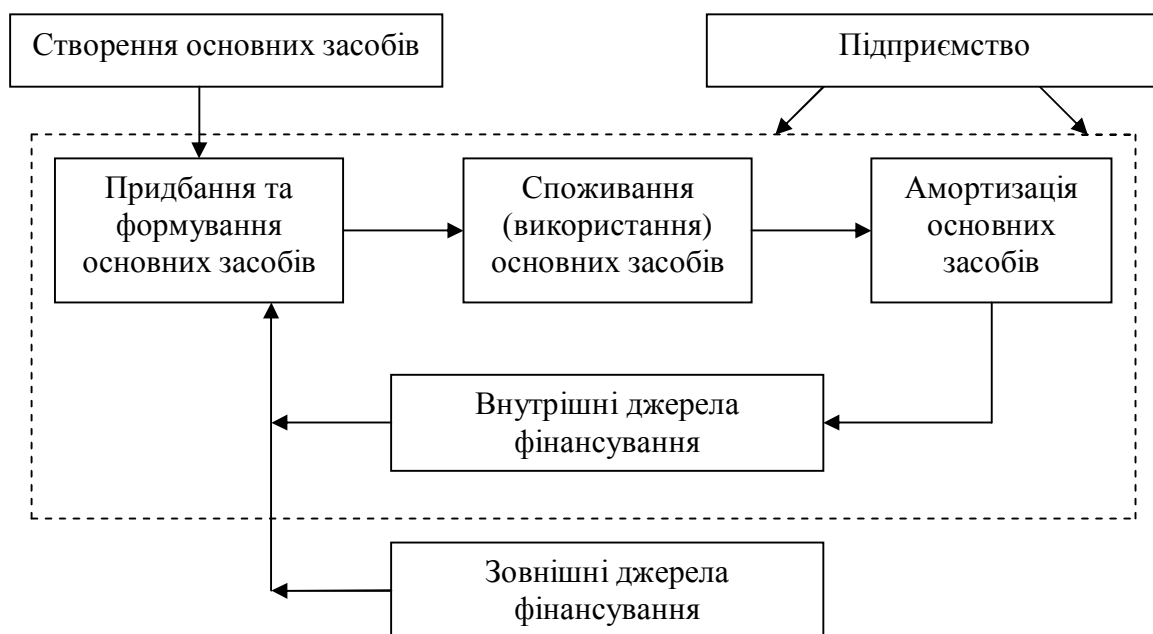 Створення основних засобів
Підприємство
Придбання та
формування
основних засобів
Споживання
(використання)
основних засобів
Амортизація
основних
засобів
Внутрішні джерела
фінансування
Зовнішні джерела
фінансування